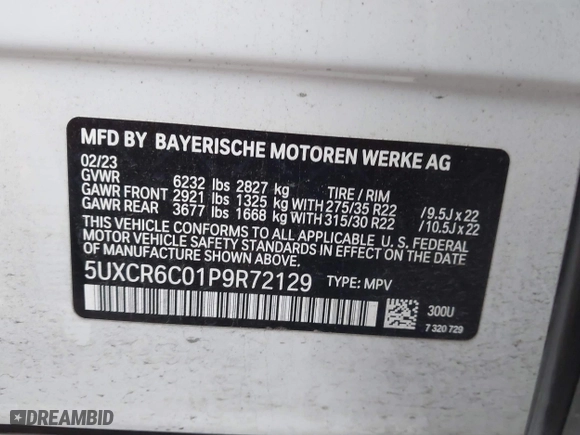 MFD BY BAYERISCHE MOTOREN WERKE AG
02/23
GVWR 6232 lbs 2827 kg TIRE / RIM
GAWR FRONT 2921 lbs 1325 kg WITH 275/35 R22 /9.5J x 22
GAWR REAR 3677 lbs 1668 kg WITH 315/30 R22 /10.5J x 22
THIS VEHICLE CONFORMS TO ALL APPLICABLE U. S. FEDERAL
MOTOR VEHICLE SAFETY STANDARDS IN EFFECT ON THE DATE
OF MANUFACTURE SHOWN ABOVE.
5UXCR6C01P9R72129 TYPE: MPV
300U
7 320 729
DREAMBID